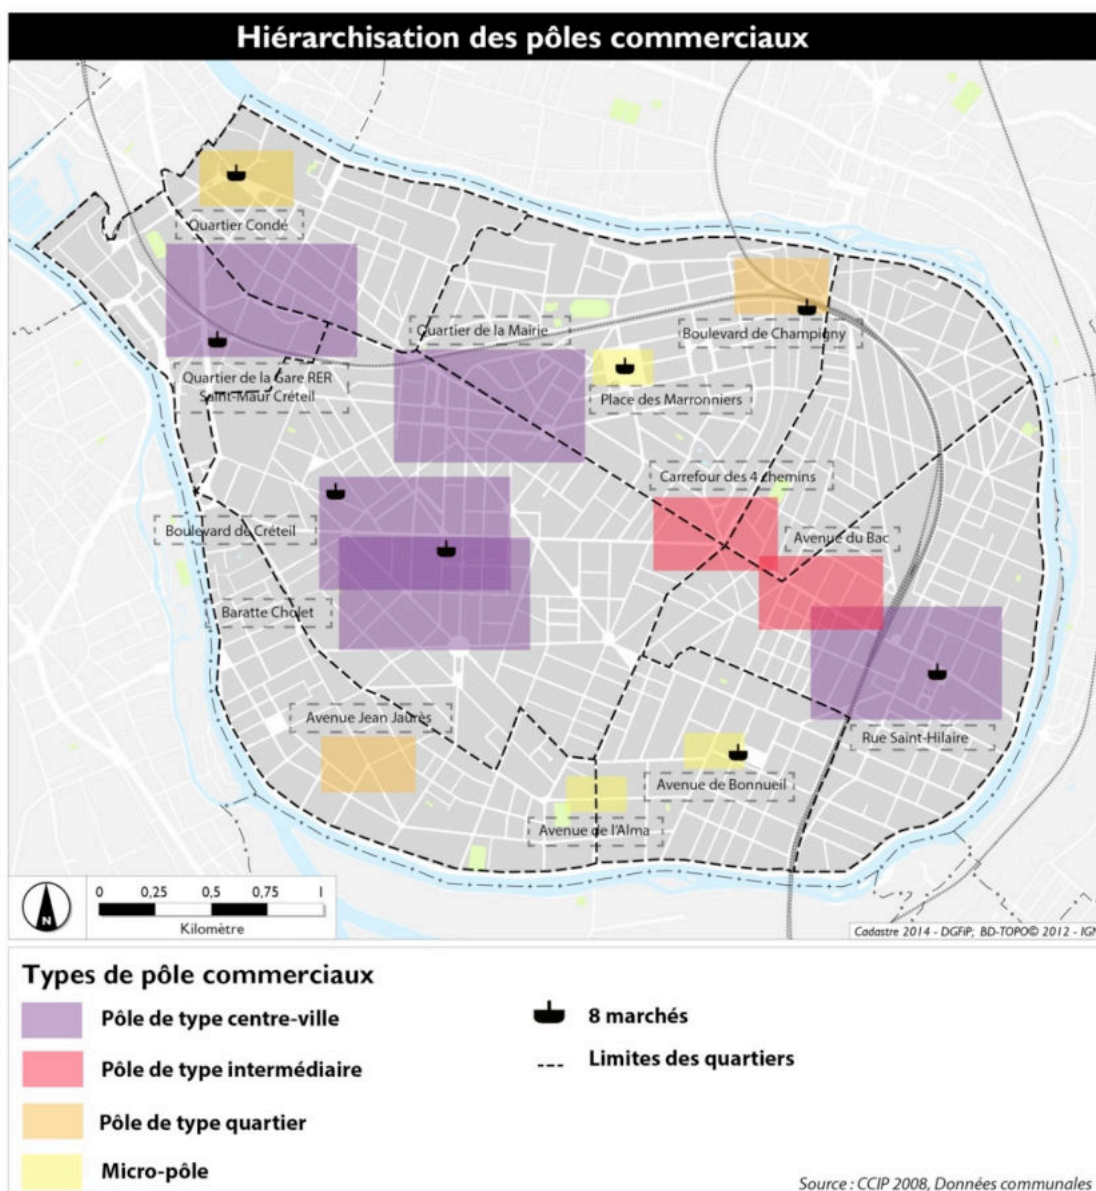 Hiérarchisation des pôles commerciaux
Quartier Condé
Quartier de la Mairie
Boulevard de Champigny
Quartier de la Gare RER
Saint-Maur Créteil
Place des Marronniers
Carrefour des 4 chemins
Boulevard de Créteil
Avenue du Bac
Baratte Cholet
Avenue Jean Jaurès
Rue Saint-Hilaire
Avenue de Bonnueil
Avenue de l'Alma
N
0 0,25 0,5 0,75 1
Kilomètre
Cadastre 2014 - DGFiP; BD-TOPO© 2012 - IGN
Types de pôle commerciaux
Pôle de type centre-ville
Pôle de type intermédiaire
Pôle de type quartier
Micro-pôle
8 marchés
Limites des quartiers
Source : CCIP 2008, Données communales